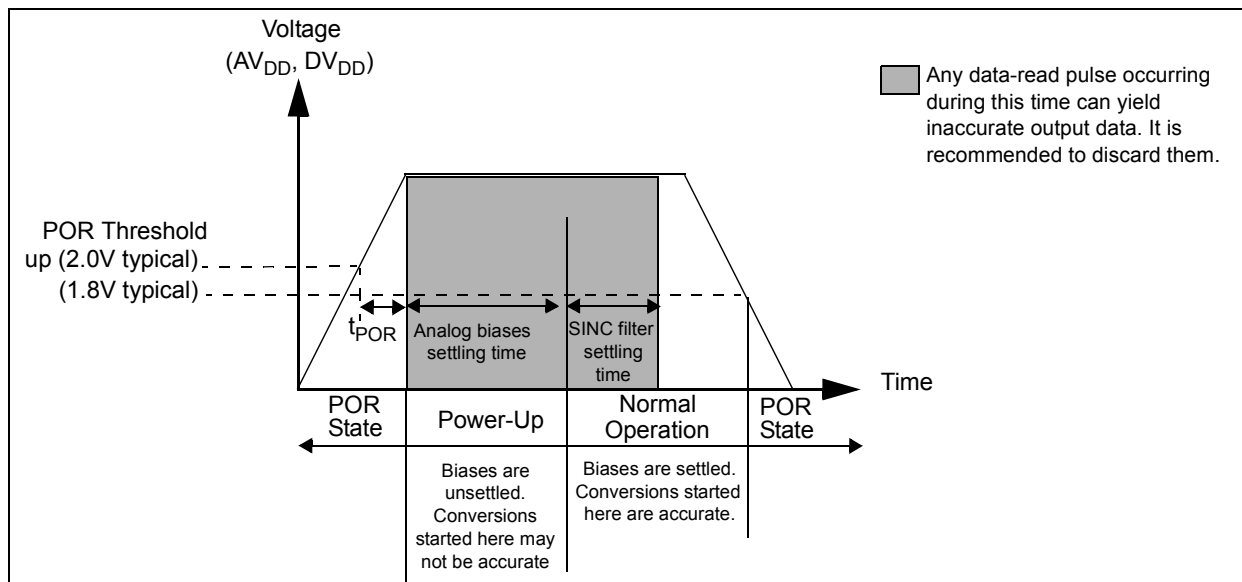 Voltage
(AVDD, DVDD)
Any data-read pulse occurring
during this time can yield
inaccurate output data. It is
recommended to discard them.
POR Threshold
up (2.0V typical)
(1.8V typical)
tPOR
Analog biases
settling time
SINC filter
settling
time
Time
POR
State
Power-Up
Normal
Operation
POR
State
Biases are
unsettled.
Conversions
started here may
not be accurate
Biases are settled.
Conversions started
here are accurate.